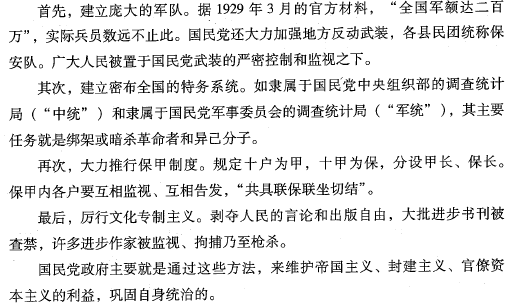 首先，建立庞大的军队。据 1929 年 3 月的官方材料，“全国军额达二百
万”，实际兵员数远不止此。国民党还大力加强地方反动武装，各县民团统称保
安队。广大人民被置于国民党武装的严密控制和监视之下。
其次，建立密布全国的特务系统。如隶属于国民党中央组织部的调查统计
局（“中统”）和隶属于国民党军事委员会的调查统计局（“军统”），其主要
任务就是绑架或暗杀革命者和异己分子。
再次，大力推行保甲制度。规定十户为甲，十甲为保，分设甲长、保长。
保甲内各户要互相监视、互相告发，“共具联保联坐切结”。
最后，厉行文化专制主义。剥夺人民的言论和出版自由，大批进步书刊被
查禁，许多进步作家被监视、拘捕乃至枪杀。
国民党政府主要就是通过这些方法，来维护帝国主义、封建主义、官僚资
本主义的利益，巩固自身统治的。